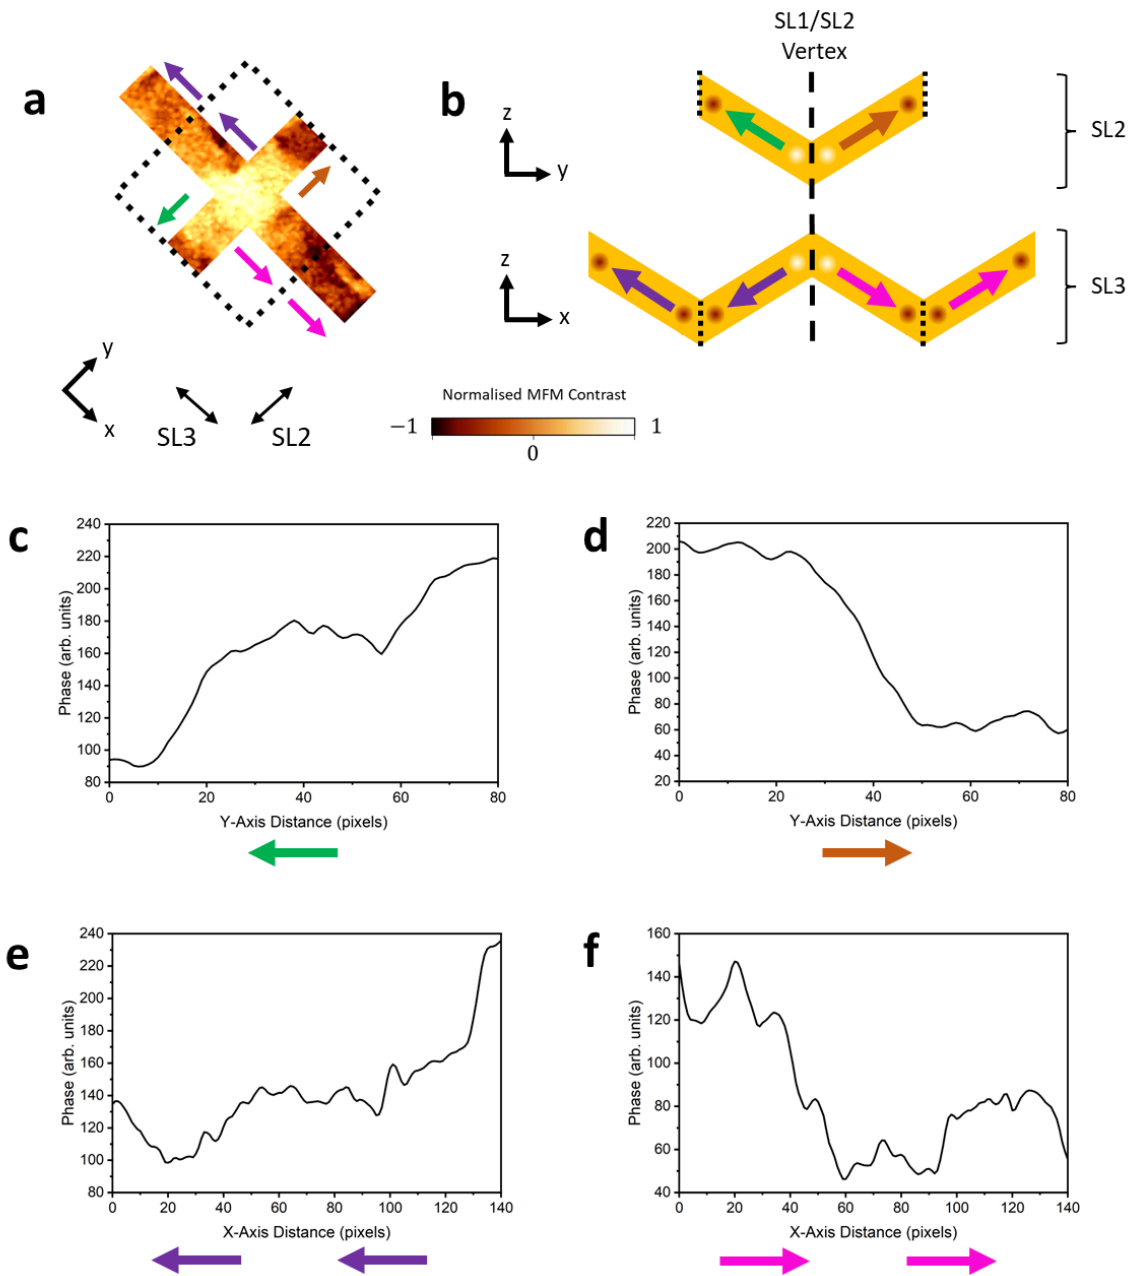 a
b
SL1/SL2
Vertex
z
y
SL2
z
x
SL3
y
x
SL3
SL2
Normalised MFM Contrast
−1
1
0
c
240
220
200
180
160
140
120
100
80
0
20
40
60
80
Phase (arb. units)
Y-Axis Distance (pixels)
d
220
200
180
160
140
120
100
80
60
40
20
0
20
40
60
80
Phase (arb. units)
Y-Axis Distance (pixels)
e
240
220
200
180
160
140
120
100
80
0
20
40
60
80
100
120
140
Phase (arb. units)
X-Axis Distance (pixels)
f
160
140
120
100
80
60
40
0
20
40
60
80
100
120
140
Phase (arb. units)
X-Axis Distance (pixels)